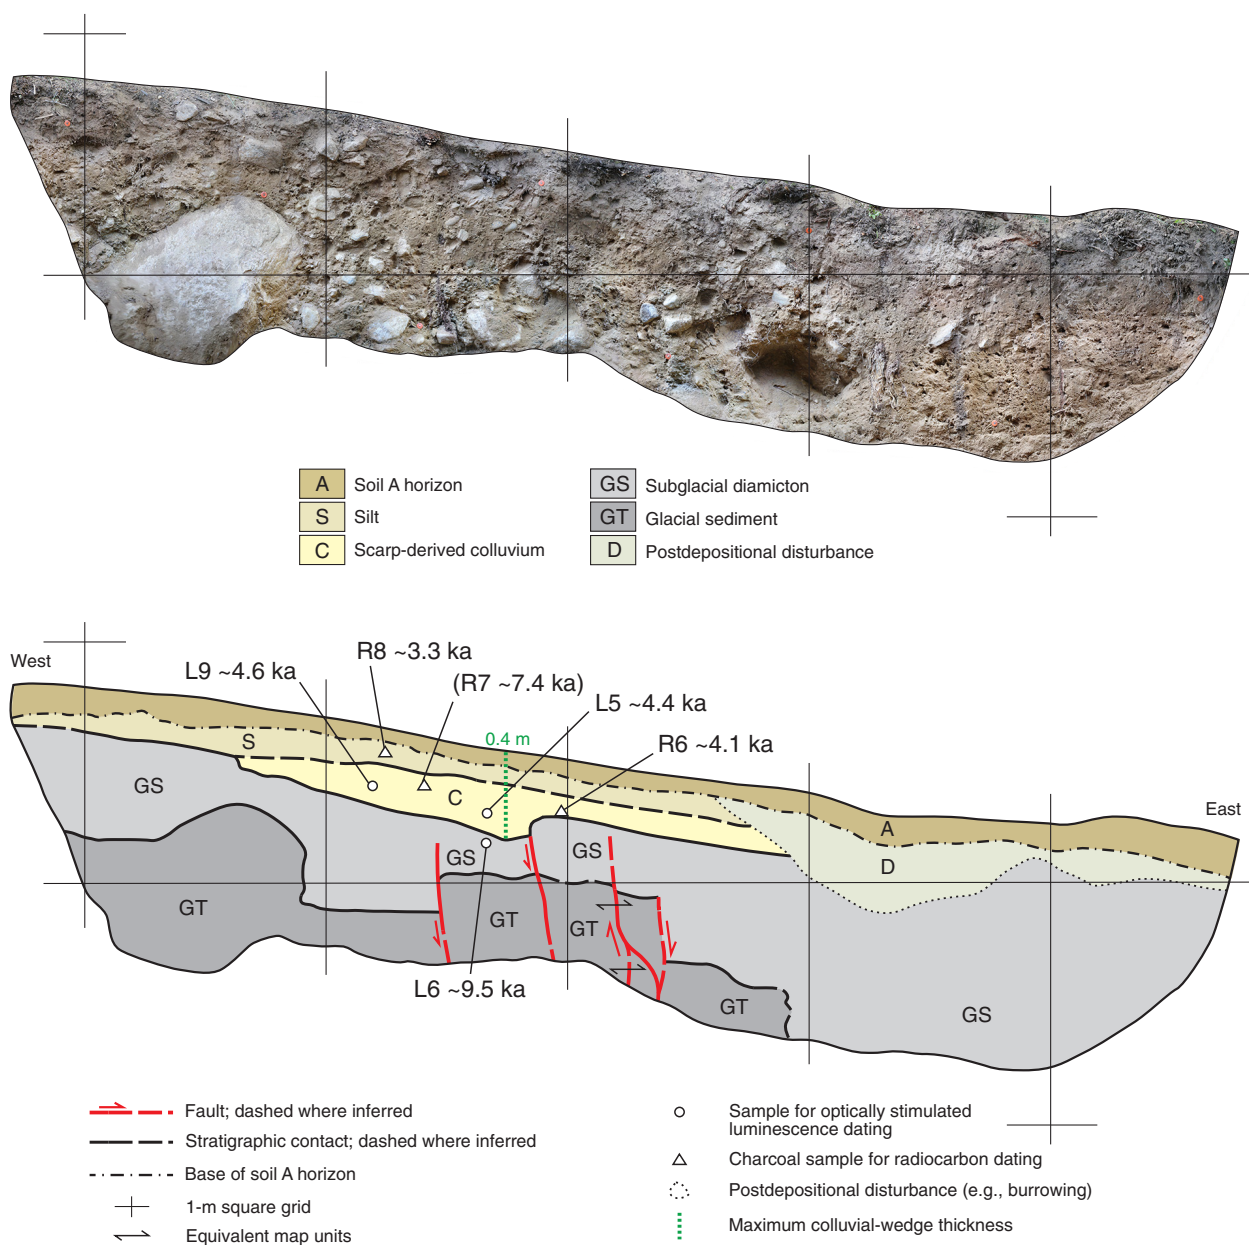 A Soil A horizon
S Silt
C Scarp-derived colluvium
GS Subglacial diamicton
GT Glacial sediment
D Postdepositional disturbance
West
East
L9 ~4.6 ka
R8 ~3.3 ka
(R7 ~7.4 ka)
L5 ~4.4 ka
R6 ~4.1 ka
0.4 m
S
GS
C
A
D
GS
GS
GT
GT
GT
L6 ~9.5 ka
GT
GS
Fault; dashed where inferred
Stratigraphic contact; dashed where inferred
Base of soil A horizon
1-m square grid
Equivalent map units
Sample for optically stimulated
luminescence dating
Charcoal sample for radiocarbon dating
Postdepositional disturbance (e.g., burrowing)
Maximum colluvial-wedge thickness